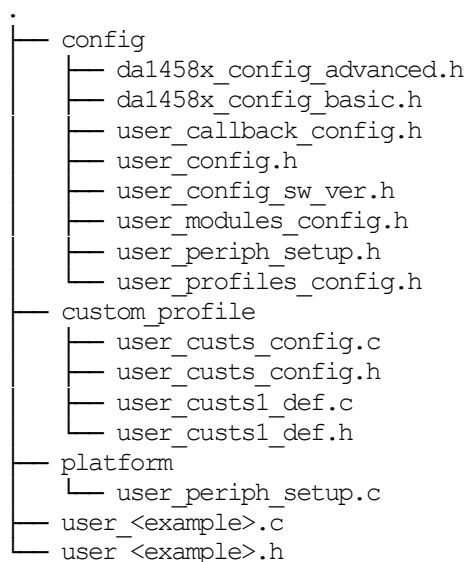 .
├── config
│   ├── da1458x_config_advanced.h
│   ├── da1458x_config_basic.h
│   ├── user_callback_config.h
│   ├── user_config.h
│   ├── user_config_sw_ver.h
│   ├── user_modules_config.h
│   ├── user_periph_setup.h
│   └── user_profiles_config.h
├── custom_profile
│   ├── user_custs_config.c
│   ├── user_custs_config.h
│   ├── user_custs1_def.c
│   └── user_custs1_def.h
├── platform
│   └── user_periph_setup.c
├── user_<example>.c
└── user_<example>.h